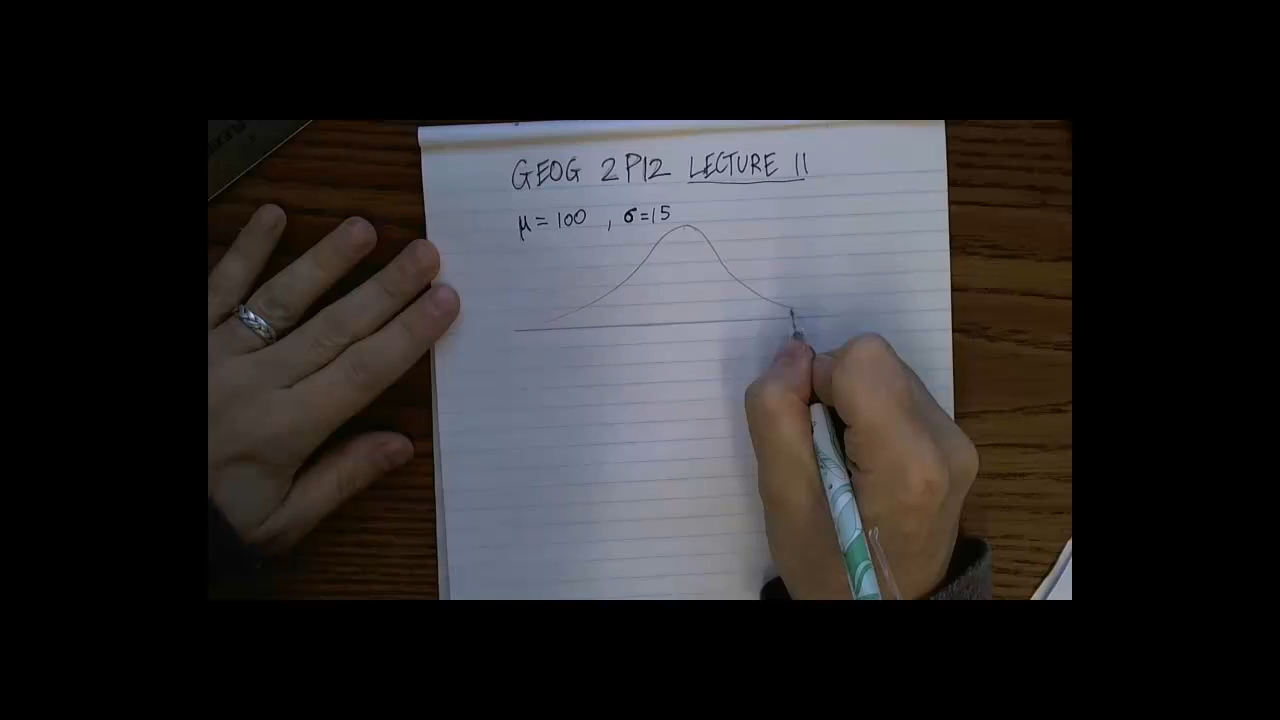 GEOG 2P12 LECTURE 11
μ = 100 , σ = 15